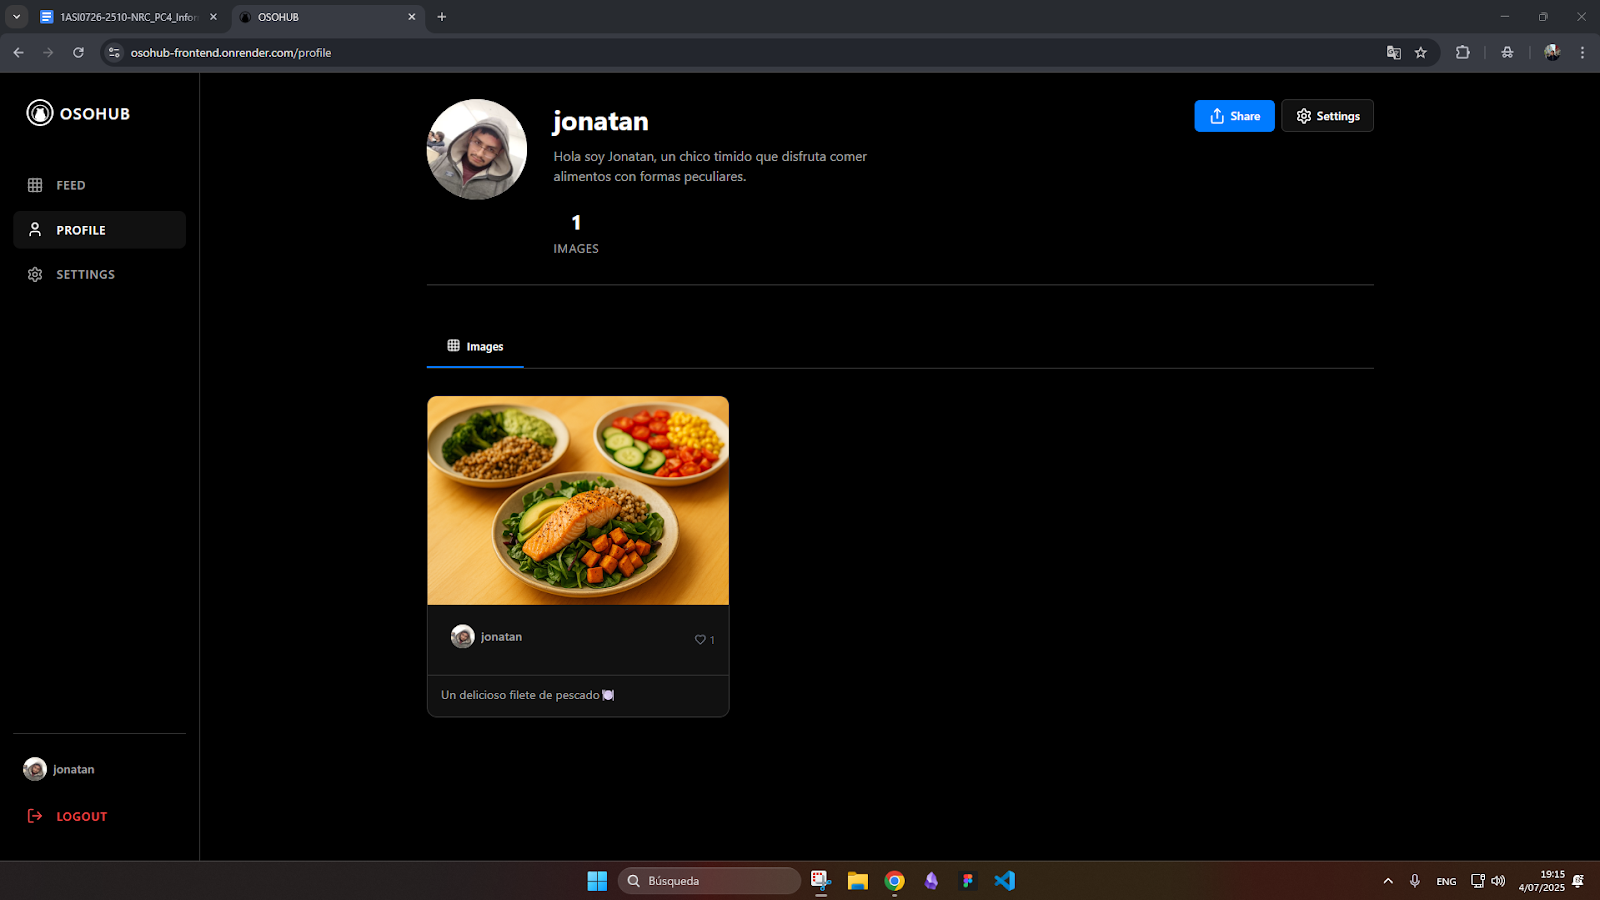 1ASI0726-2510-NRC_PC4_Infor
OSOHUB
osohub-frontend.onrender.com/profile
OSOHUB
FEED
PROFILE
SETTINGS
jonatan
LOGOUT
jonatan
Hola soy Jonatan, un chico timido que disfruta comer
alimentos con formas peculiares.
1
IMAGES
Share
Settings
Images
jonatan
1
Un delicioso filete de pescado🍽️
Búsqueda
ENG
19:15
4/07/2025